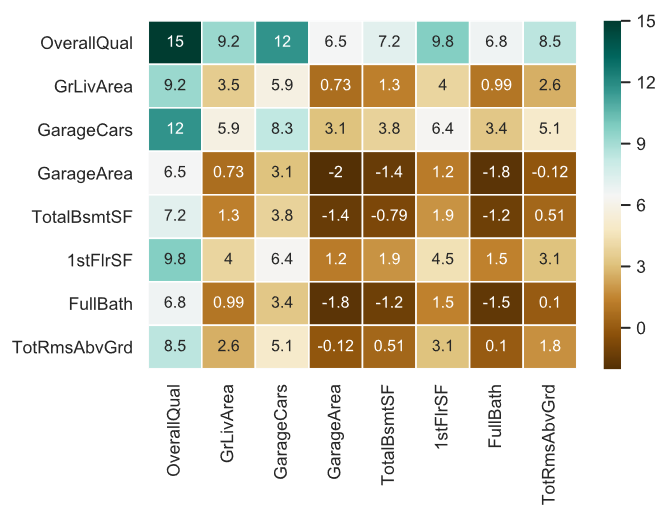 OverallQual 15 9.2 12 6.5 7.2 9.8 6.8 8.5
GrLivArea 9.2 3.5 5.9 0.73 1.3 4 0.99 2.6
GarageCars 12 5.9 8.3 3.1 3.8 6.4 3.4 5.1
GarageArea 6.5 0.73 3.1 -2 -1.4 1.2 -1.8 -0.12
TotalBsmtSF 7.2 1.3 3.8 -1.4 -0.79 1.9 -1.2 0.51
1stFlrSF 9.8 4 6.4 1.2 1.9 4.5 1.5 3.1
FullBath 6.8 0.99 3.4 -1.8 -1.2 1.5 -1.5 0.1
TotRmsAbvGrd 8.5 2.6 5.1 -0.12 0.51 3.1 0.1 1.8
OverallQual
GrLivArea
GarageCars
GarageArea
TotalBsmtSF
1stFlrSF
FullBath
TotRmsAbvGrd
15
12
9
6
3
0